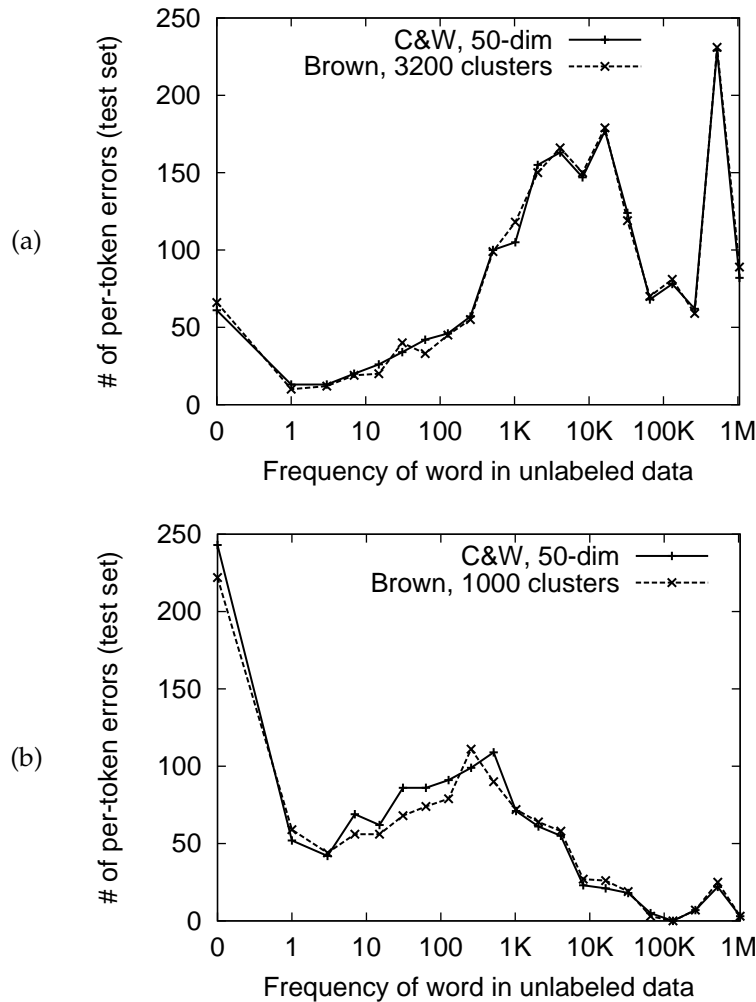 (a)
# of per-token errors (test set)
250
200
150
100
50
0
C&W, 50-dim
Brown, 3200 clusters
0 1 10 100 1K 10K 100K 1M
Frequency of word in unlabeled data
(b)
# of per-token errors (test set)
250
200
150
100
50
0
C&W, 50-dim
Brown, 1000 clusters
0 1 10 100 1K 10K 100K 1M
Frequency of word in unlabeled data